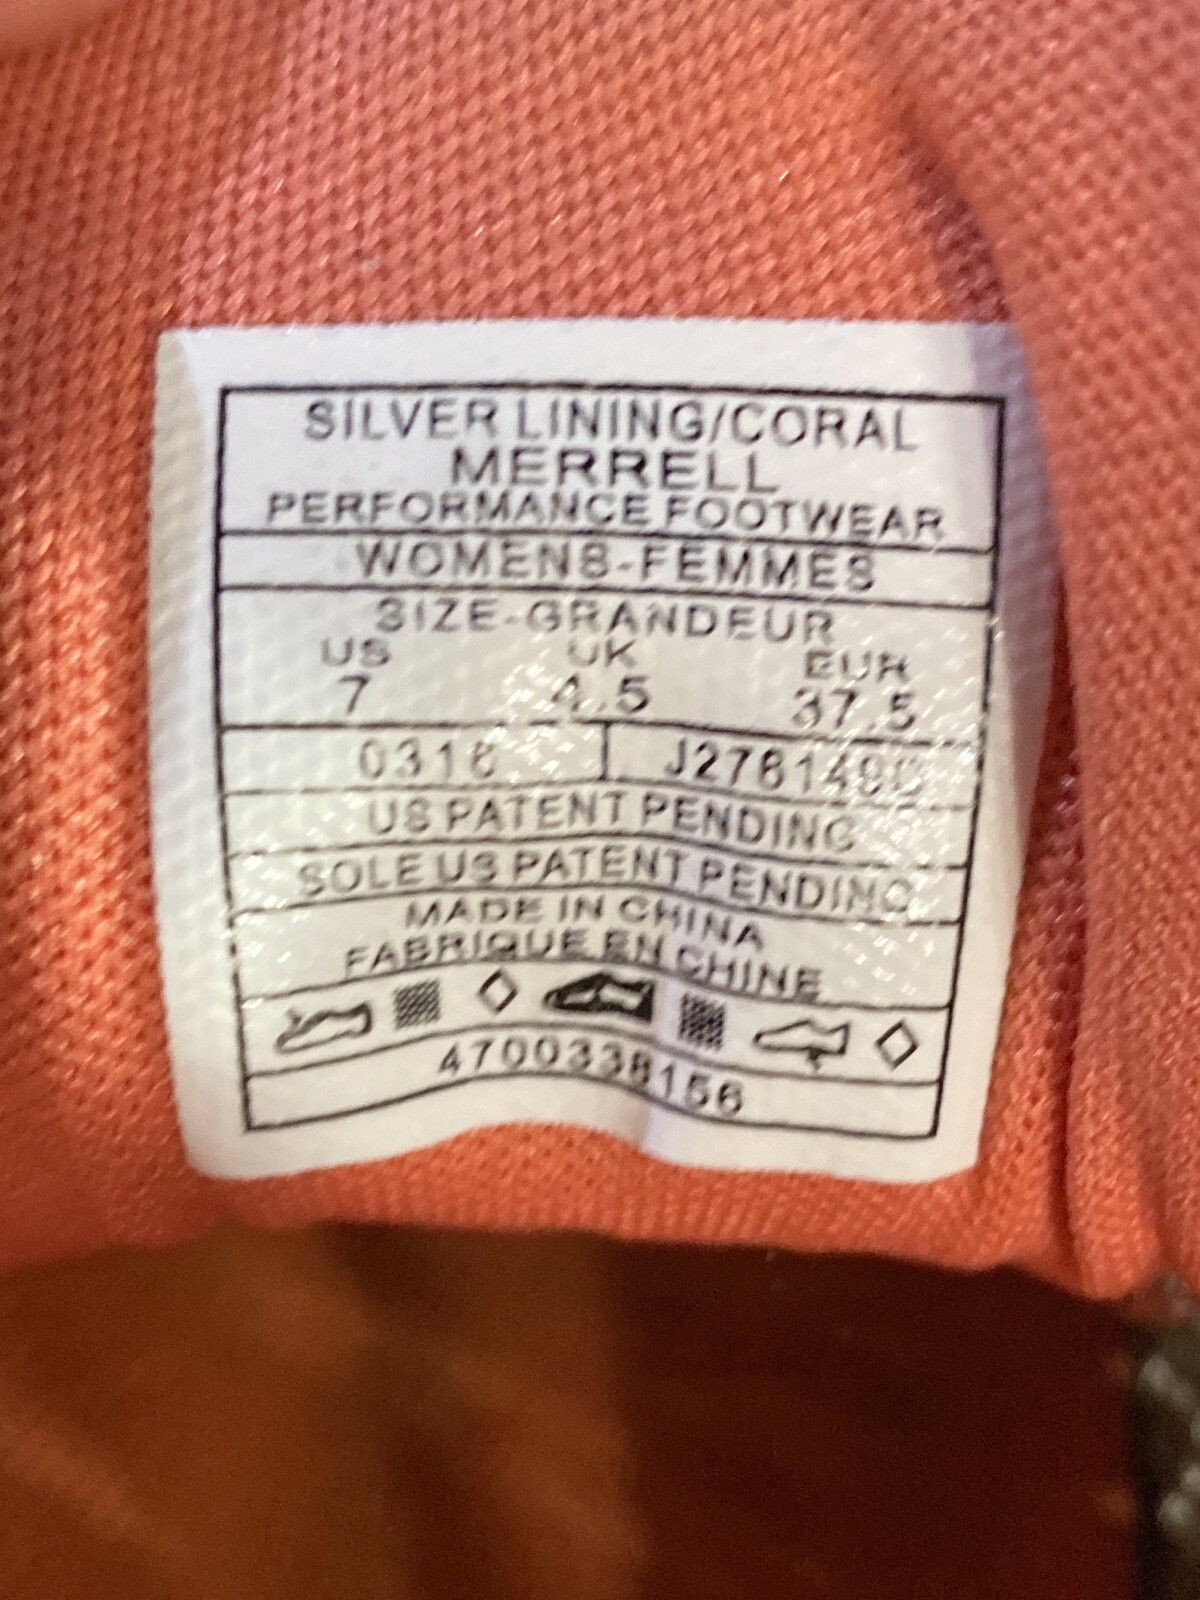 SILVER LINING/CORAL
MERRELL
PERFORMANCE FOOTWEAR
WOMENS-FEMMES
SIZE-GRANDEUR
US UK EUR
7 4.5 37.5
0316
US PATENT PENDING
SOLE US PATENT PENDING
MADE IN CHINA
FABRIQUE EN CHINE
4700338156